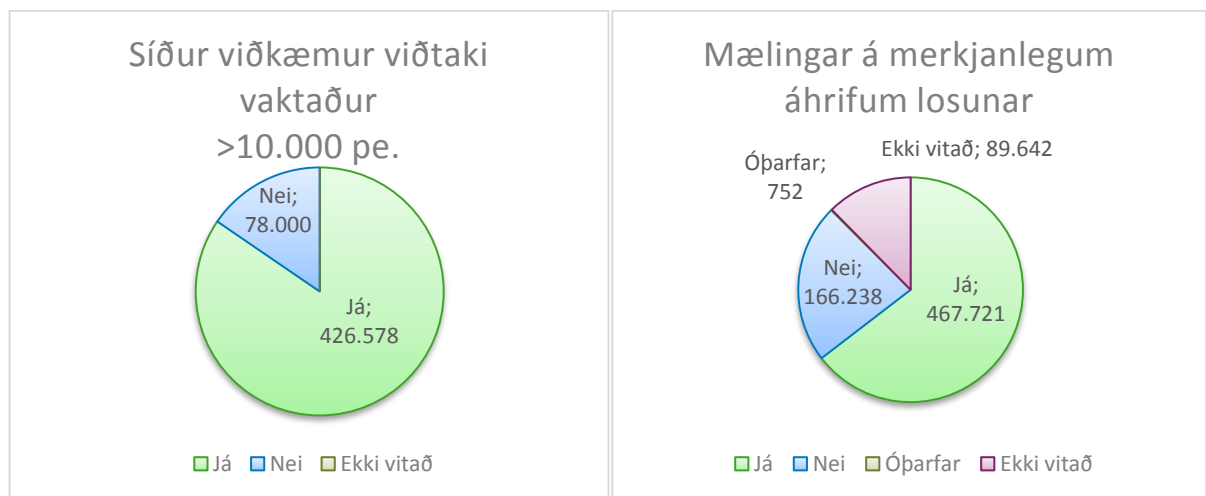 Síður viðkæmur viðtaki
vaktaður
>10.000 pe.
Nei;
78.000
Já;
426.578
Já
Nei
Ekki vitað
Mælingar á merkjanlegum
áhrifum losunar
Ekki vitað; 89.642
Óþarfar;
752
Nei;
166.238
Já;
467.721
Já
Nei
Óþarfar
Ekki vitað